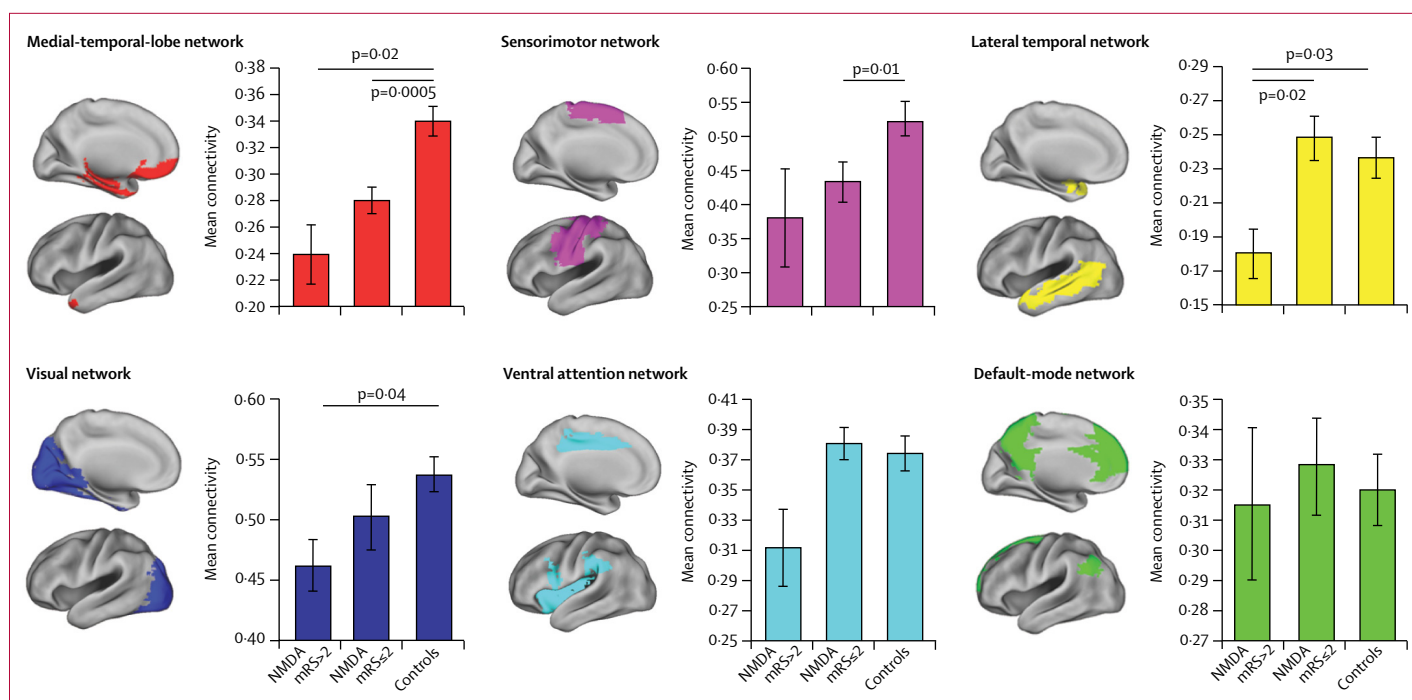 Medial-temporal-lobe network
Mean connectivity
0·38
0·36
0·34
0·32
0·30
0·28
0·26
0·24
0·22
0·20
p=0·02
p=0·0005
Sensorimotor network
Mean connectivity
0·60
0·55
0·50
0·45
0·40
0·35
0·30
0·25
p=0·01
Lateral temporal network
Mean connectivity
0·29
0·27
0·25
0·23
0·21
0·19
0·17
0·15
p=0·03
p=0·02
Visual network
Mean connectivity
0·60
0·55
0·50
0·45
0·40
p=0·04
NMDA
mRS>2
NMDA
mRS≤2
Controls
Ventral attention network
Mean connectivity
0·41
0·39
0·37
0·35
0·33
0·31
0·29
0·27
0·25
NMDA
mRS>2
NMDA
mRS≤2
Controls
Default-mode network
Mean connectivity
0·35
0·34
0·33
0·32
0·31
0·30
0·29
0·28
0·27
NMDA
mRS>2
NMDA
mRS≤2
Controls